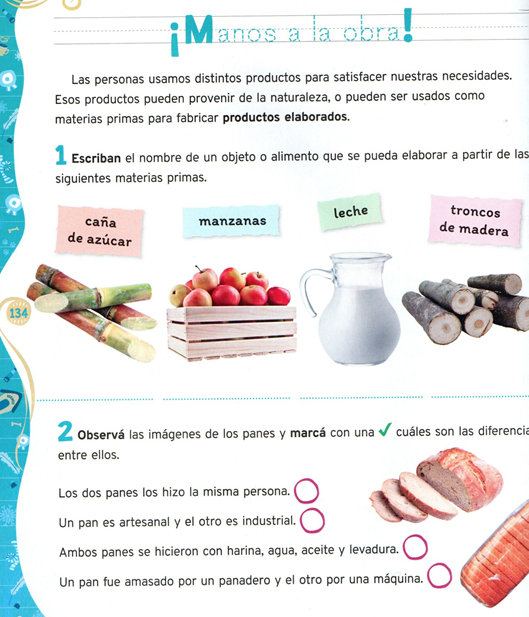 ¡Manos a la obra!
Las personas usamos distintos productos para satisfacer nuestras necesidades.
Esos productos pueden provenir de la naturaleza, o pueden ser usados como
materias primas para fabricar productos elaborados.
1 Escriban el nombre de un objeto o alimento que se pueda elaborar a partir de las
siguientes materias primas.
caña
de azúcar
manzanas
leche
troncos
de madera
134
2 Observá las imágenes de los panes y marcá con una ✓ cuáles son las diferencia
entre ellos.
Los dos panes los hizo la misma persona.
Un pan es artesanal y el otro es industrial.
Ambos panes se hicieron con harina, agua, aceite y levadura.
Un pan fue amasado por un panadero y el otro por una máquina.